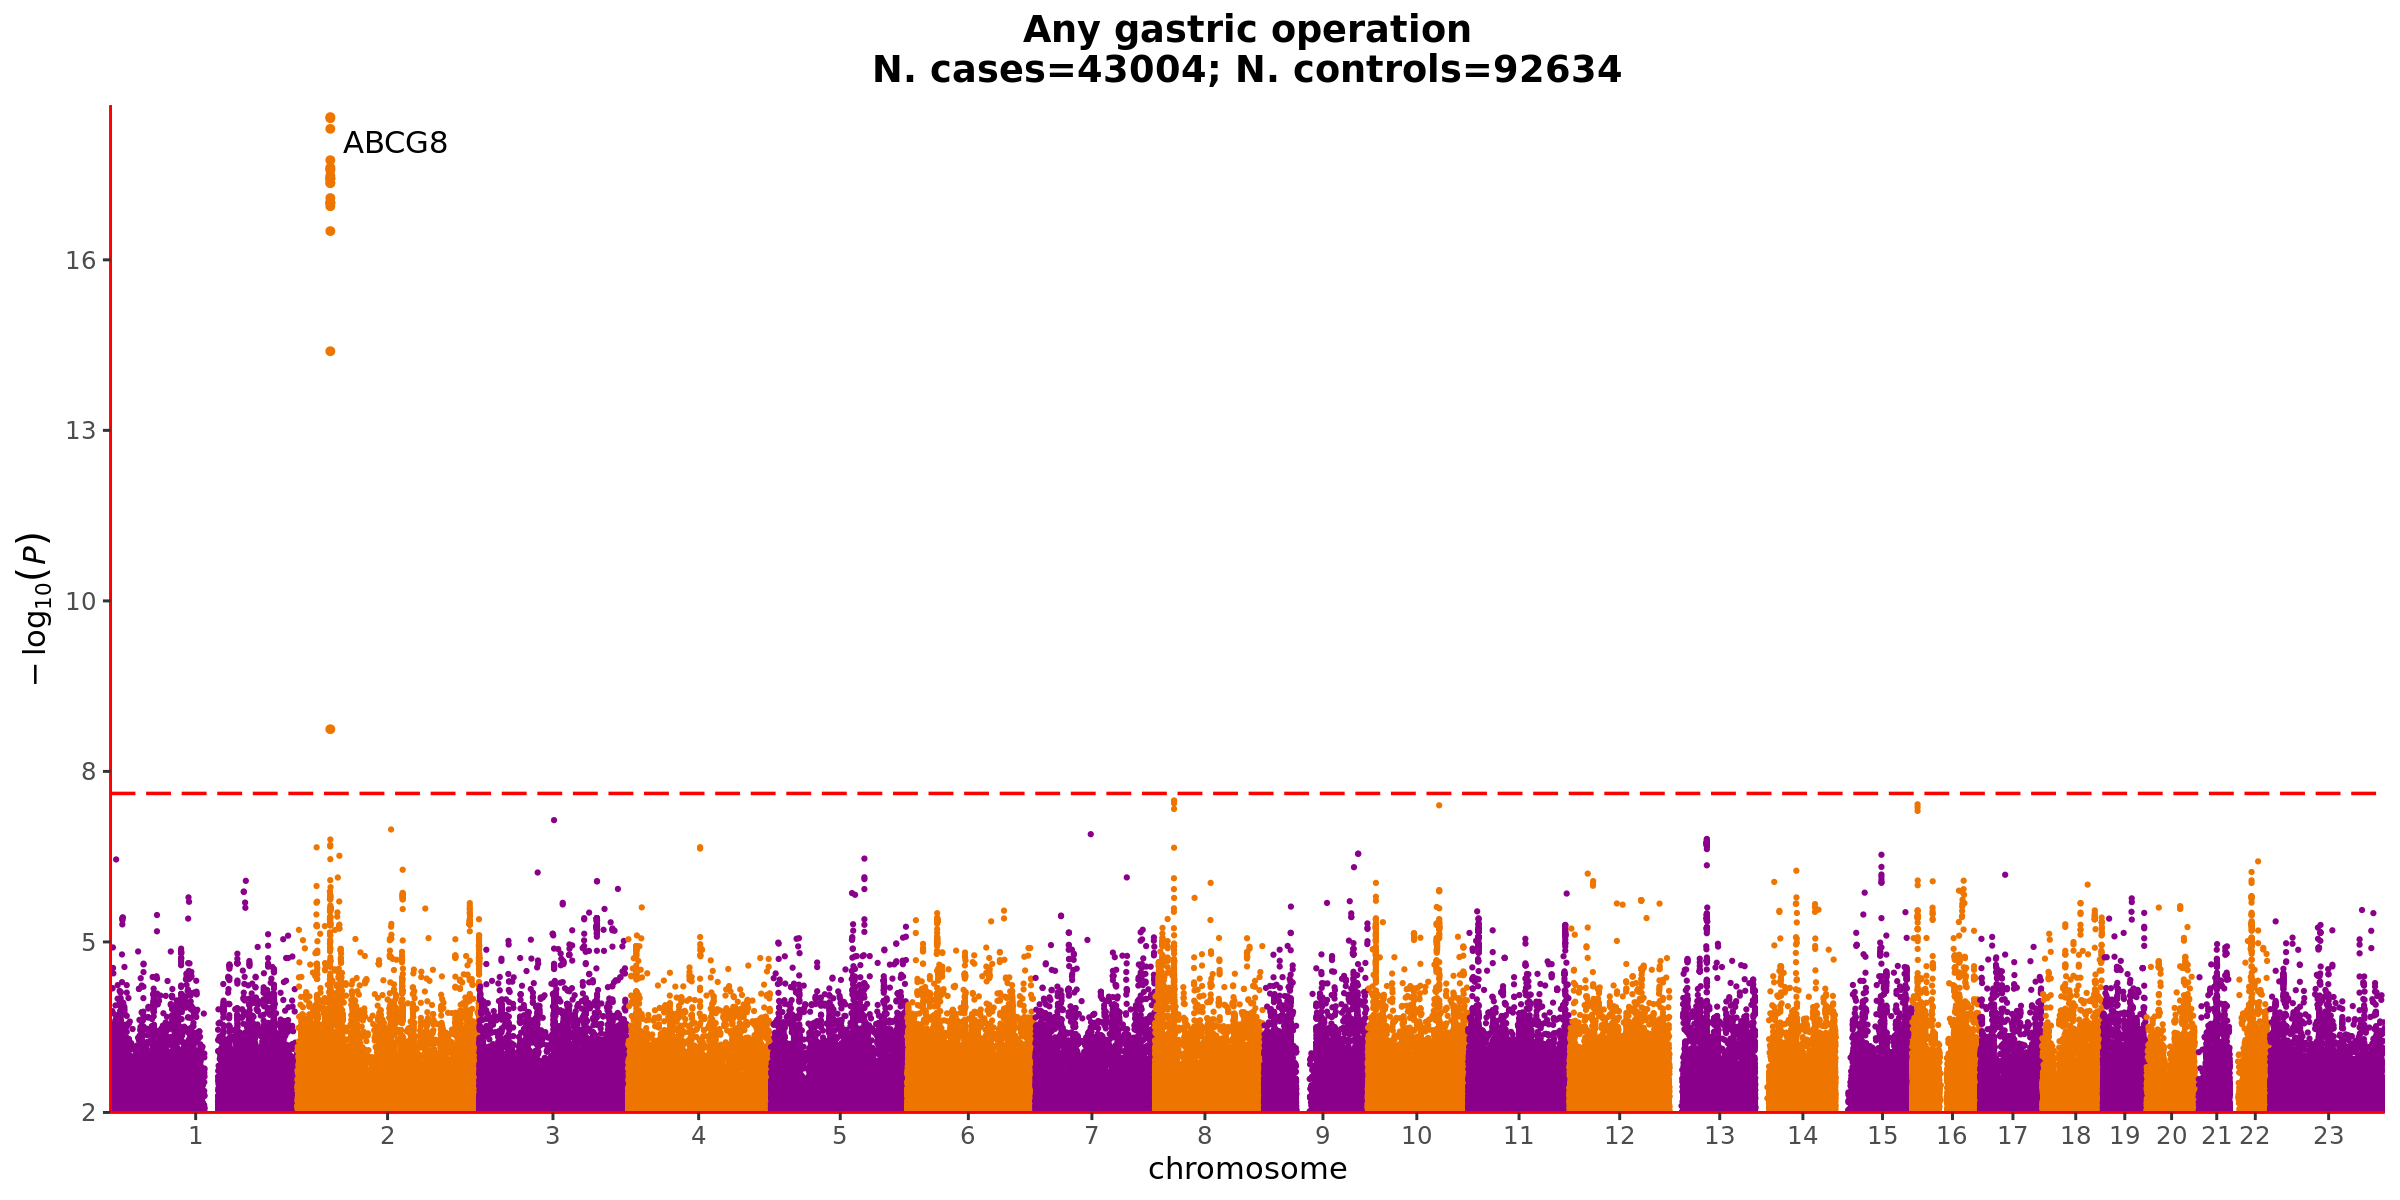 Any gastric operation
N. cases=43004; N. controls=92634
ABCG8
16
13
10
8
5
2
−log10(P)
1 2 3 4 5 6 7 8 9 10 11 12 13 14 15 16 17 18 19 20 21 22 23
chromosome